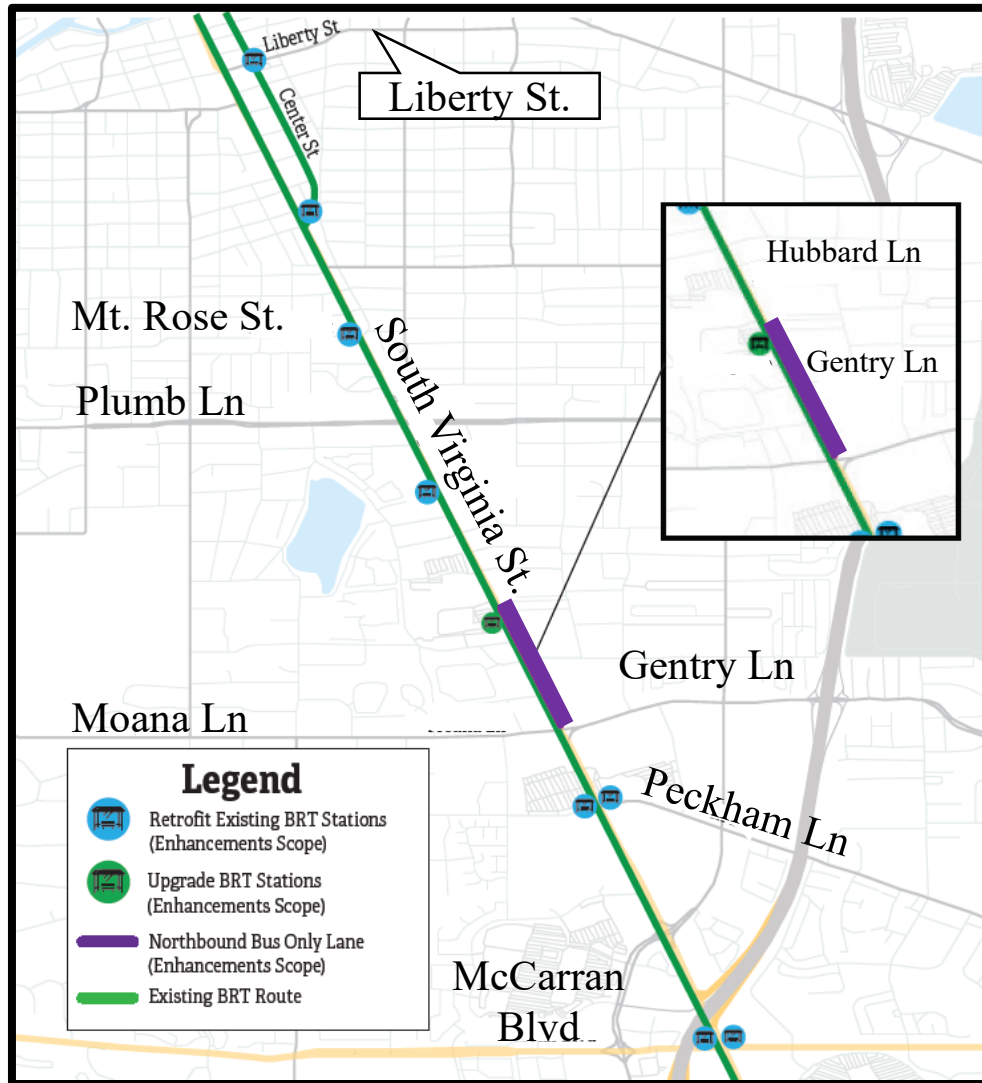 Liberty St
Liberty St.
Center St
Hubbard Ln
Mt. Rose St.
South Virginia St.
Gentry Ln
Plumb Ln
Gentry Ln
Moana Ln
Peckham Ln
Legend
Retrofit Existing BRT Stations
(Enhancements Scope)
Upgrade BRT Stations
(Enhancements Scope)
Northbound Bus Only Lane
(Enhancements Scope)
Existing BRT Route
McCarran
Blvd